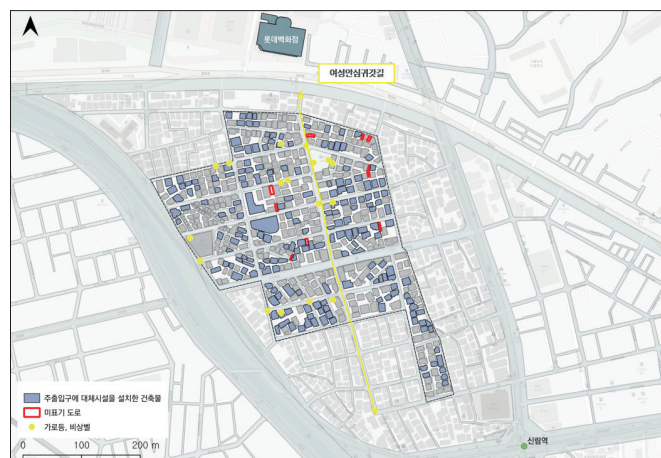 롯데백화점
여성안심귀갓길
주출입구에 대체시설을 설치한 건축물
미표기 도로
가로등, 비상벨
0 100 200 m
신림역